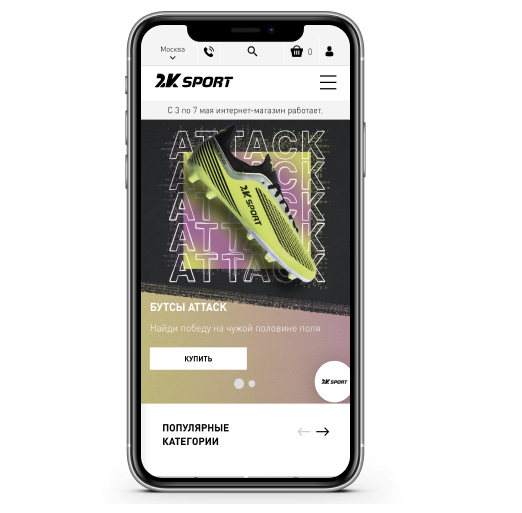 Москва
0
2K SPORT
С 3 по 7 мая интернет-магазин работает.
ATTACK
ATTACK
ATTACK
ATTACK
ATTACK
2K SPORT
БУТСЫ ATTACK
Найди победу на чужой половине поля
КУПИТЬ
2K SPORT
ПОПУЛЯРНЫЕ
КАТЕГОРИИ